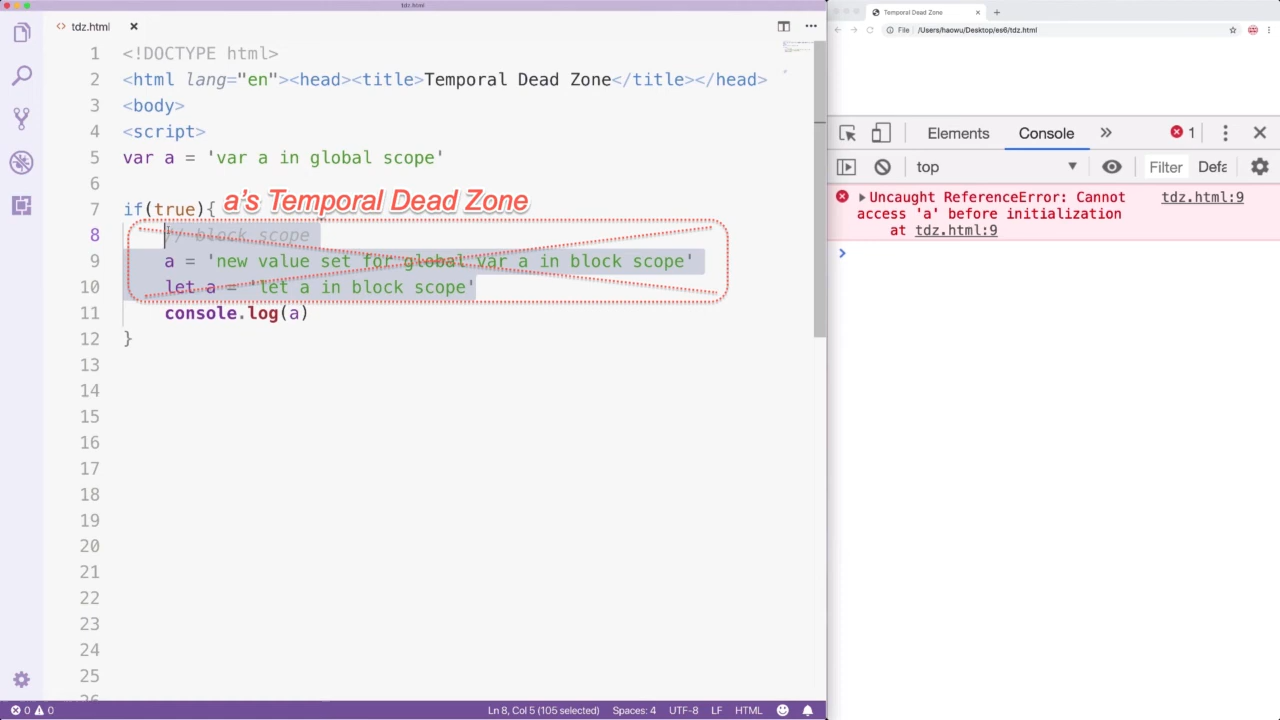 tdz.html
tdz.html
1 <!DOCTYPE html>
2 <html lang="en"><head><title>Temporal Dead Zone</title></head>
3 <body>
4 <script>
5 var a = 'var a in global scope'
6
7 if(true){
a's Temporal Dead Zone
8 // block scope
9 a = 'new value set for global var a in block scope'
10 let a = 'let a in block scope'
11 console.log(a)
12 }
13
14
15
16
17
18
19
20
21
22
23
24
25
26
0 0
Ln 8, Col 5 (105 selected) Spaces: 4 UTF-8 LF HTML
Temporal Dead Zone
File /Users/haowu/Desktop/es6/tdz.html
Elements Console 1
top Filter Defa
Uncaught ReferenceError: Cannot tdz.html:9
access 'a' before initialization
at tdz.html:9